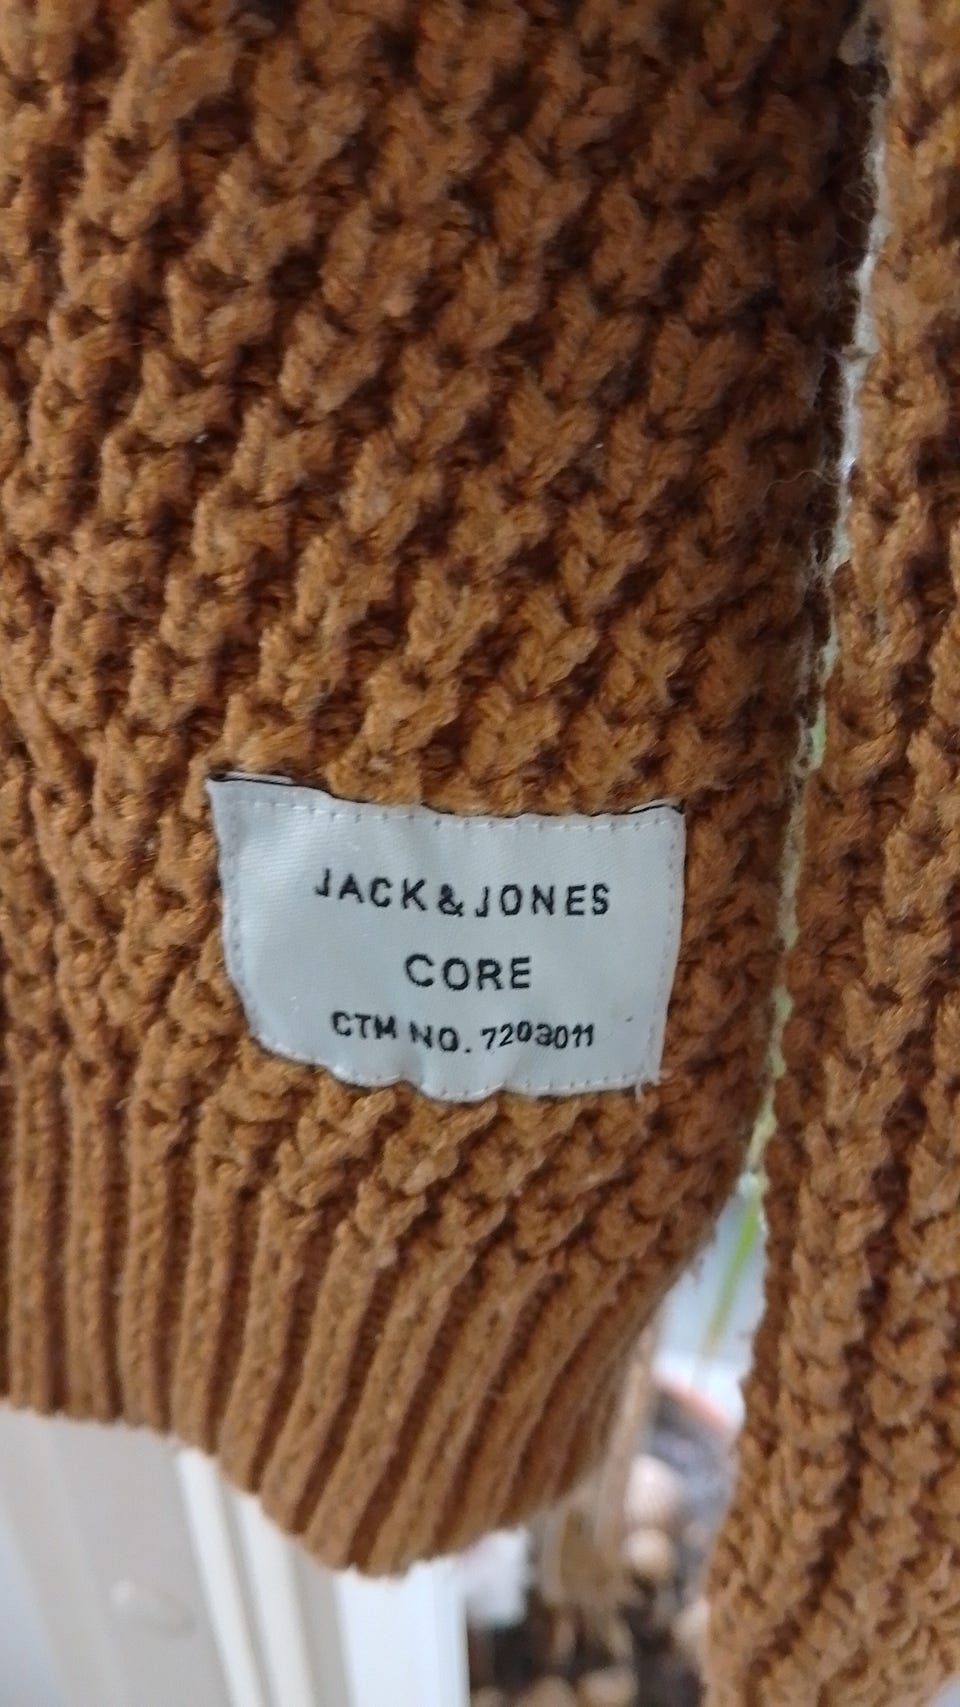 JACK & JONES
CORE
CTM NO. 7203011